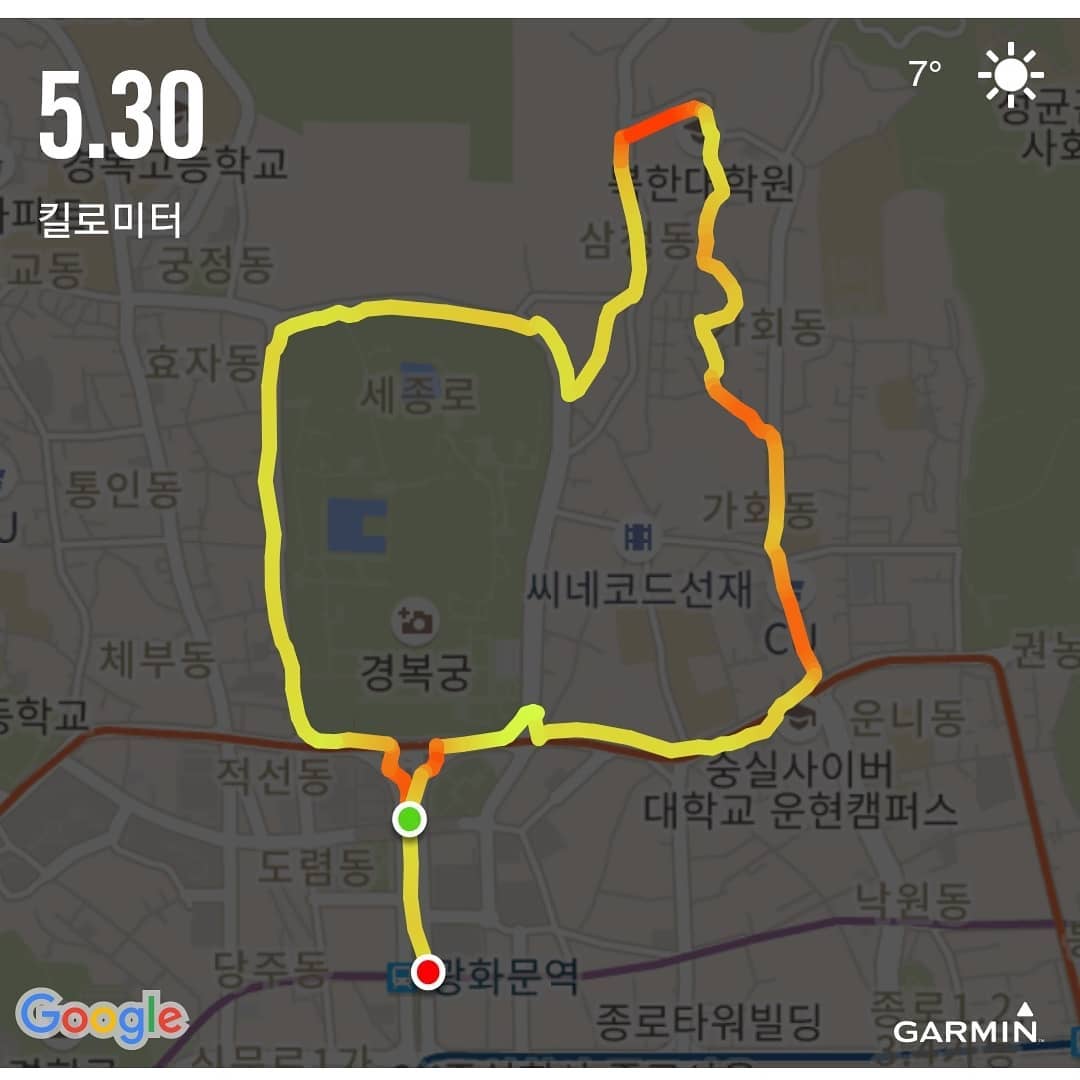 5.30
킬로미터
7°
경복고등학교
교동
궁정동
삼청동
북한대학원
가회동
효자동
세종로
통인동
가회동
씨네코드선재
CU
체부동
경복궁
운니동
적선동
숭실사이버
대학교 운현캠퍼스
도렴동
낙원동
당주동
광화문역
종로타워빌딩
Google
GARMIN